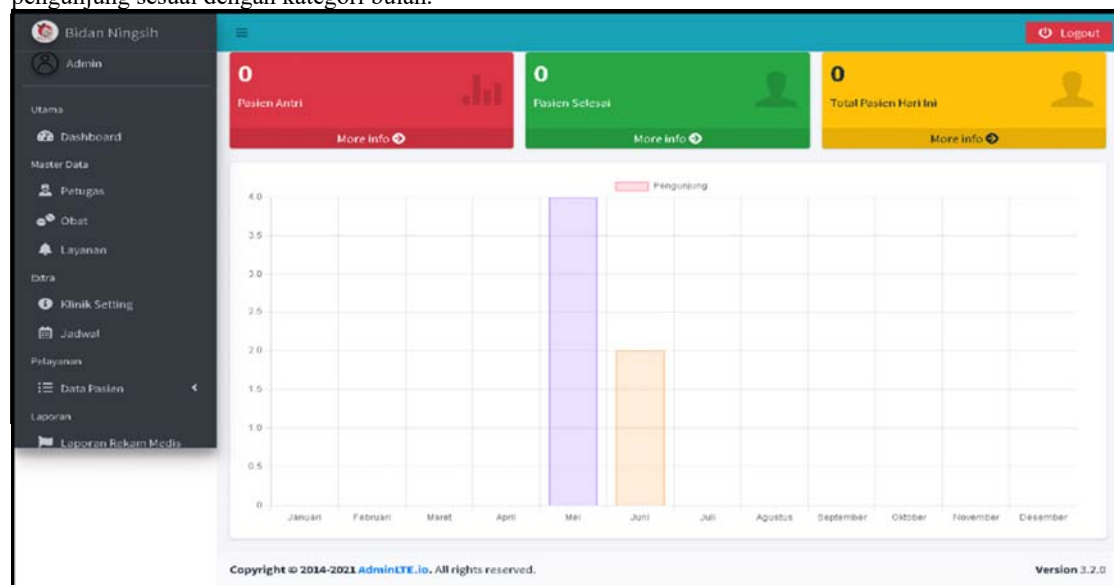 pengunjung sesuai dengan kategori bulan.
Bidan Ningsih
Logout
Admin
Utama
Dashboard
Master Data
Petugas
Obat
Layanan
Extra
Klinik Setting
Jadwal
Pelayanan
Data Pasien
Laporan
Laporan Rekam Medis
0
Pasien Antri
More info
0
Pasien Selesai
More info
0
Total Pasien Hari Ini
More info
Pengunjung
4.0
3.5
3.0
2.5
2.0
1.5
1.0
0.5
0
Januari Februari Maret April Mei Juni Juli Agustus September Oktober November Desember
Copyright © 2014-2021 AdminLTE.io. All rights reserved.
Version 3.2.0